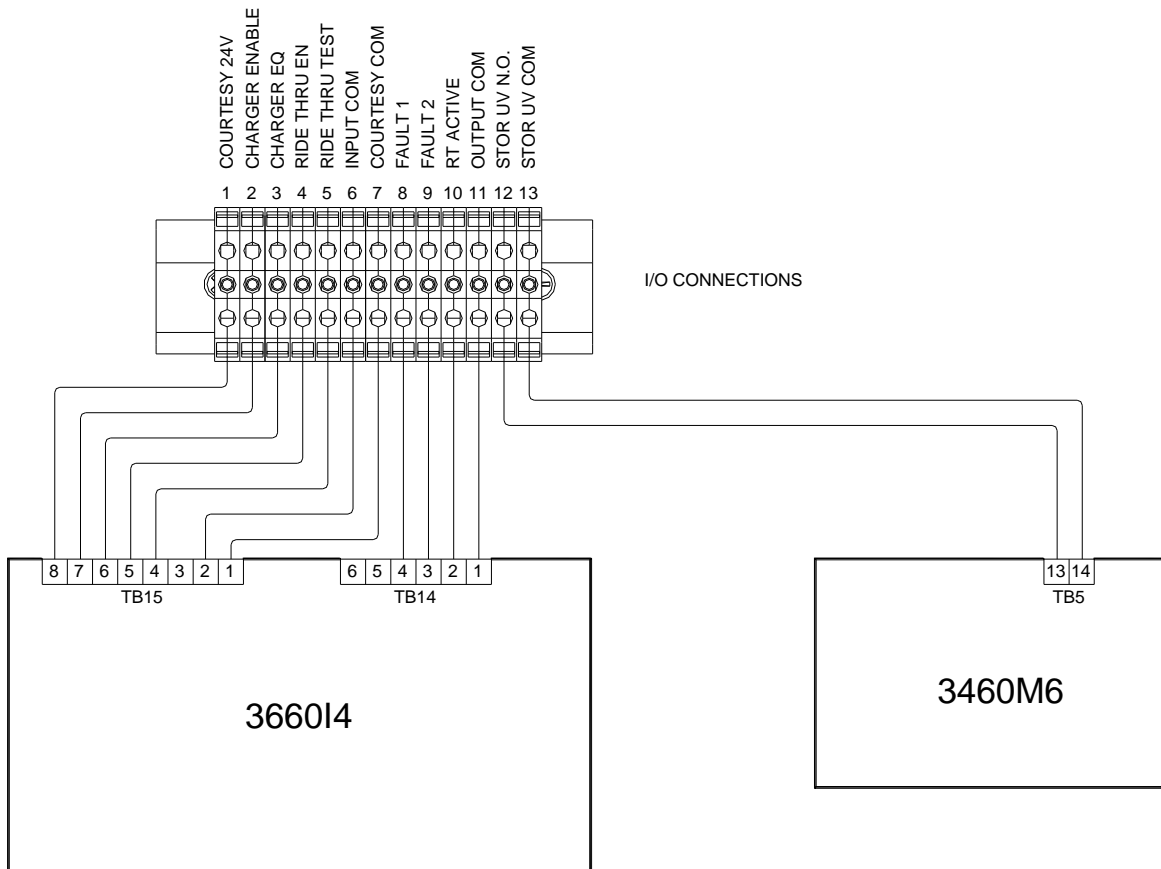 COURTESY 24V
CHARGER ENABLE
CHARGER EQ
RIDE THRU EN
RIDE THRU TEST
INPUT COM
COURTESY COM
FAULT 1
FAULT 2
RT ACTIVE
OUTPUT COM
STOR UV N.O.
STOR UV COM
1 2 3 4 5 6 7 8 9 10 11 12 13
I/O CONNECTIONS
8 7 6 5 4 3 2 1
TB15
6 5 4 3 2 1
TB14
13 14
TB5
3660I4
3460M6